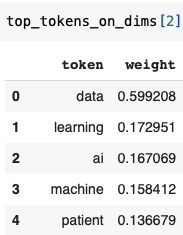 top_tokens_on_dims[2]
token weight
0 data 0.599208
1 learning 0.172951
2 ai 0.167069
3 machine 0.158412
4 patient 0.136679